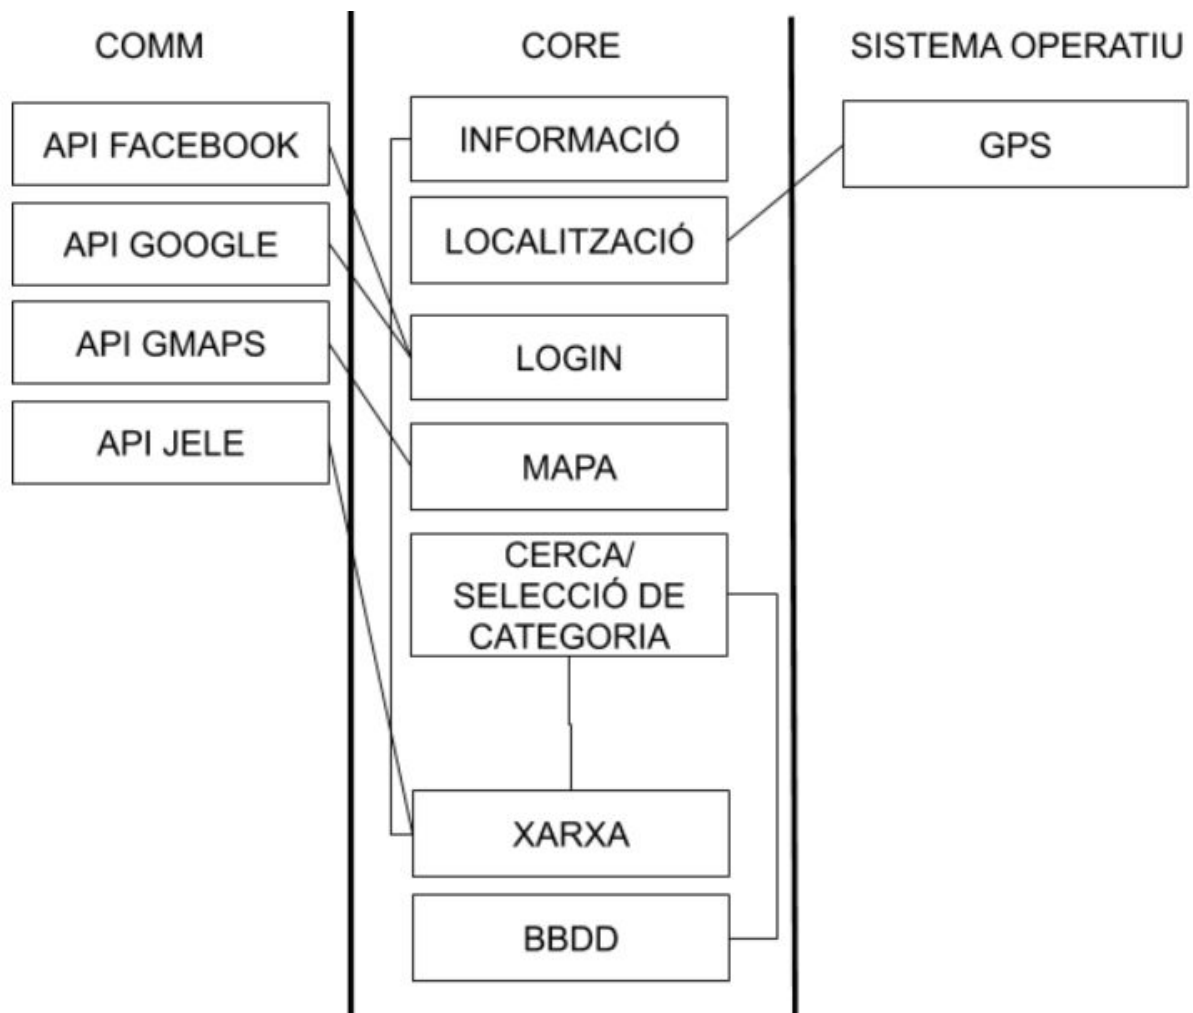 COMM
API FACEBOOK
API GOOGLE
API GMAPS
API JELE
CORE
INFORMACIÓ
LOCALITZACIÓ
LOGIN
MAPA
CERCA/
SELECCIÓ DE
CATEGORIA
XARXA
BBDD
SISTEMA OPERATIU
GPS